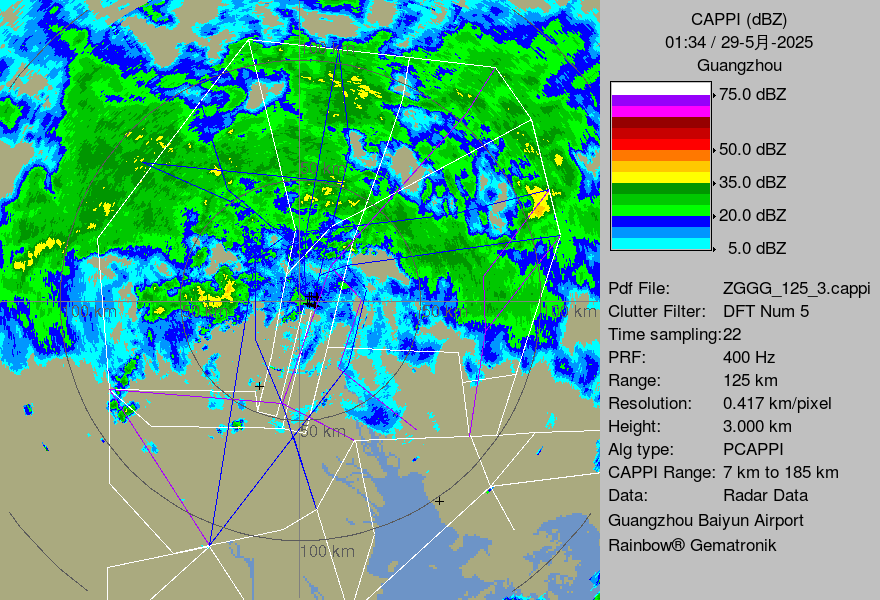 CAPPI (dBZ)
01:34 / 29-5月-2025
Guangzhou
75.0 dBZ
50.0 dBZ
35.0 dBZ
20.0 dBZ
5.0 dBZ
Pdf File: ZGGG_125_3.cappi
Clutter Filter: DFT Num 5
Time sampling:22
PRF: 400 Hz
Range: 125 km
Resolution: 0.417 km/pixel
Height: 3.000 km
Alg type: PCAPPI
CAPPI Range: 7 km to 185 km
Data: Radar Data
Guangzhou Baiyun Airport
Rainbow® Gematronik
100 km
50 km
100 km
50 km
100 km